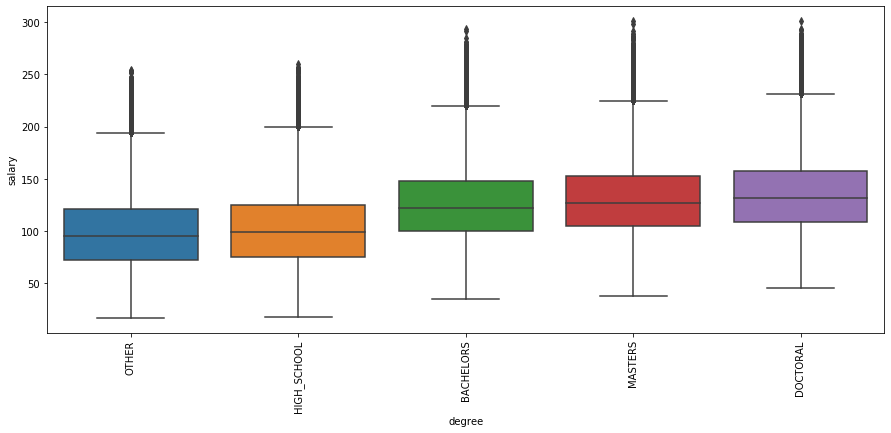 300
250
200
150
100
50
salary
OTHER
HIGH_SCHOOL
BACHELORS
MASTERS
DOCTORAL
degree